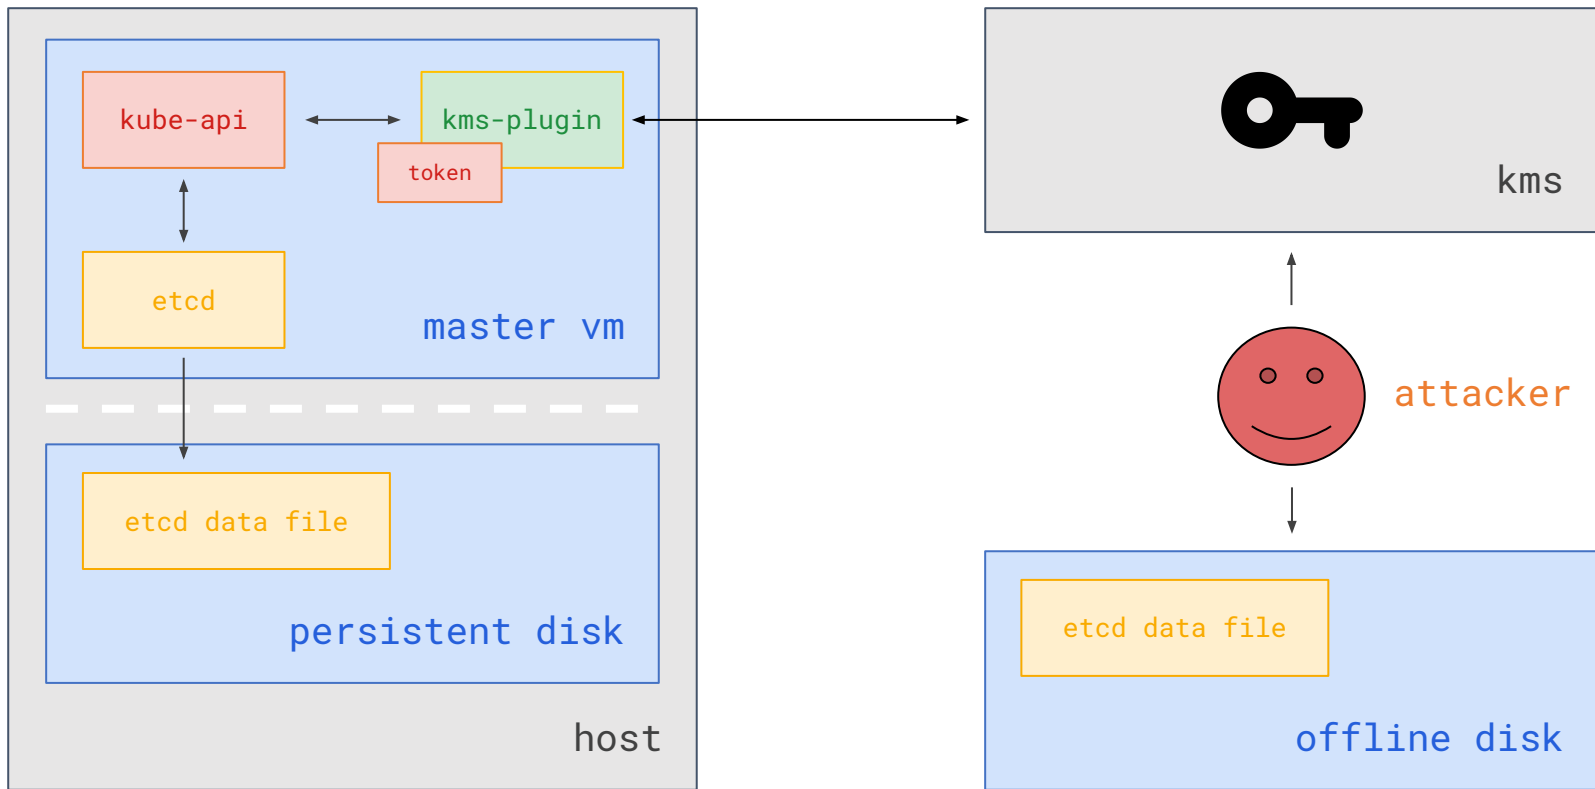 kube-api
kms-plugin
token
etcd
master vm
etcd data file
persistent disk
host
kms
attacker
etcd data file
offline disk